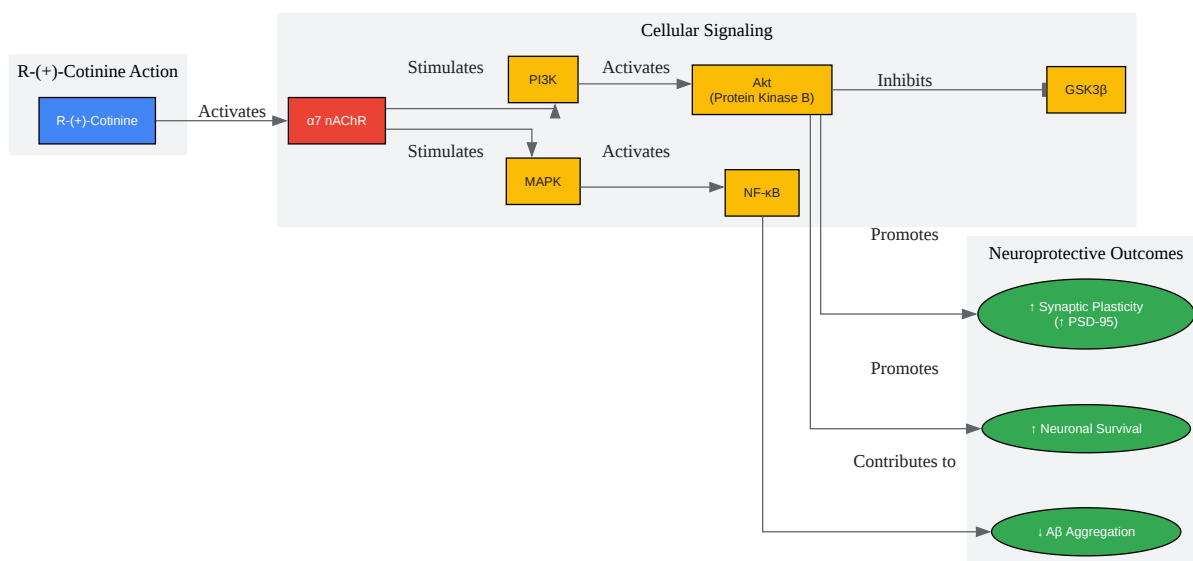 Cellular Signaling
R-(+)-Cotinine Action
R-(+)-Cotinine
Activates
α7 nAChR
Stimulates
PI3K
Activates
Akt
(Protein Kinase B)
Inhibits
GSK3β
Stimulates
MAPK
Activates
NF-κB
Promotes
Neuroprotective Outcomes
↑ Synaptic Plasticity
(↑ PSD-95)
Promotes
↑ Neuronal Survival
Contributes to
↓ Aβ Aggregation